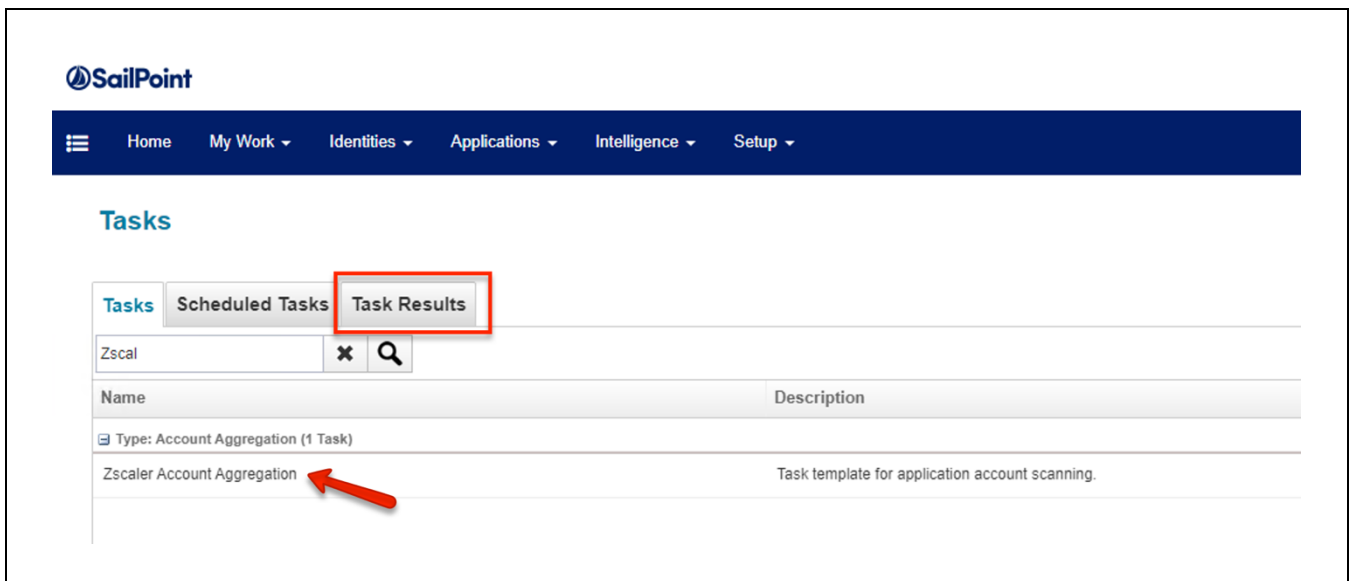 SailPoint
Home My Work Identities Applications Intelligence Setup
Tasks
Tasks Scheduled Tasks Task Results
Zscal
Name Description
Type: Account Aggregation (1 Task)
Zscaler Account Aggregation Task template for application account scanning.